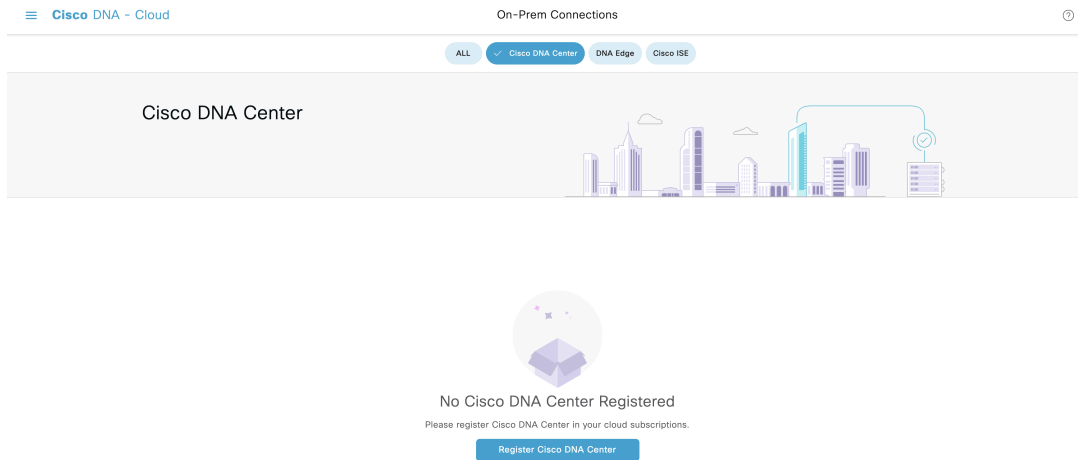 Cisco DNA - Cloud
On-Prem Connections
?
ALL
Cisco DNA Center
DNA Edge
Cisco ISE
Cisco DNA Center
No Cisco DNA Center Registered
Please register Cisco DNA Center in your cloud subscriptions.
Register Cisco DNA Center